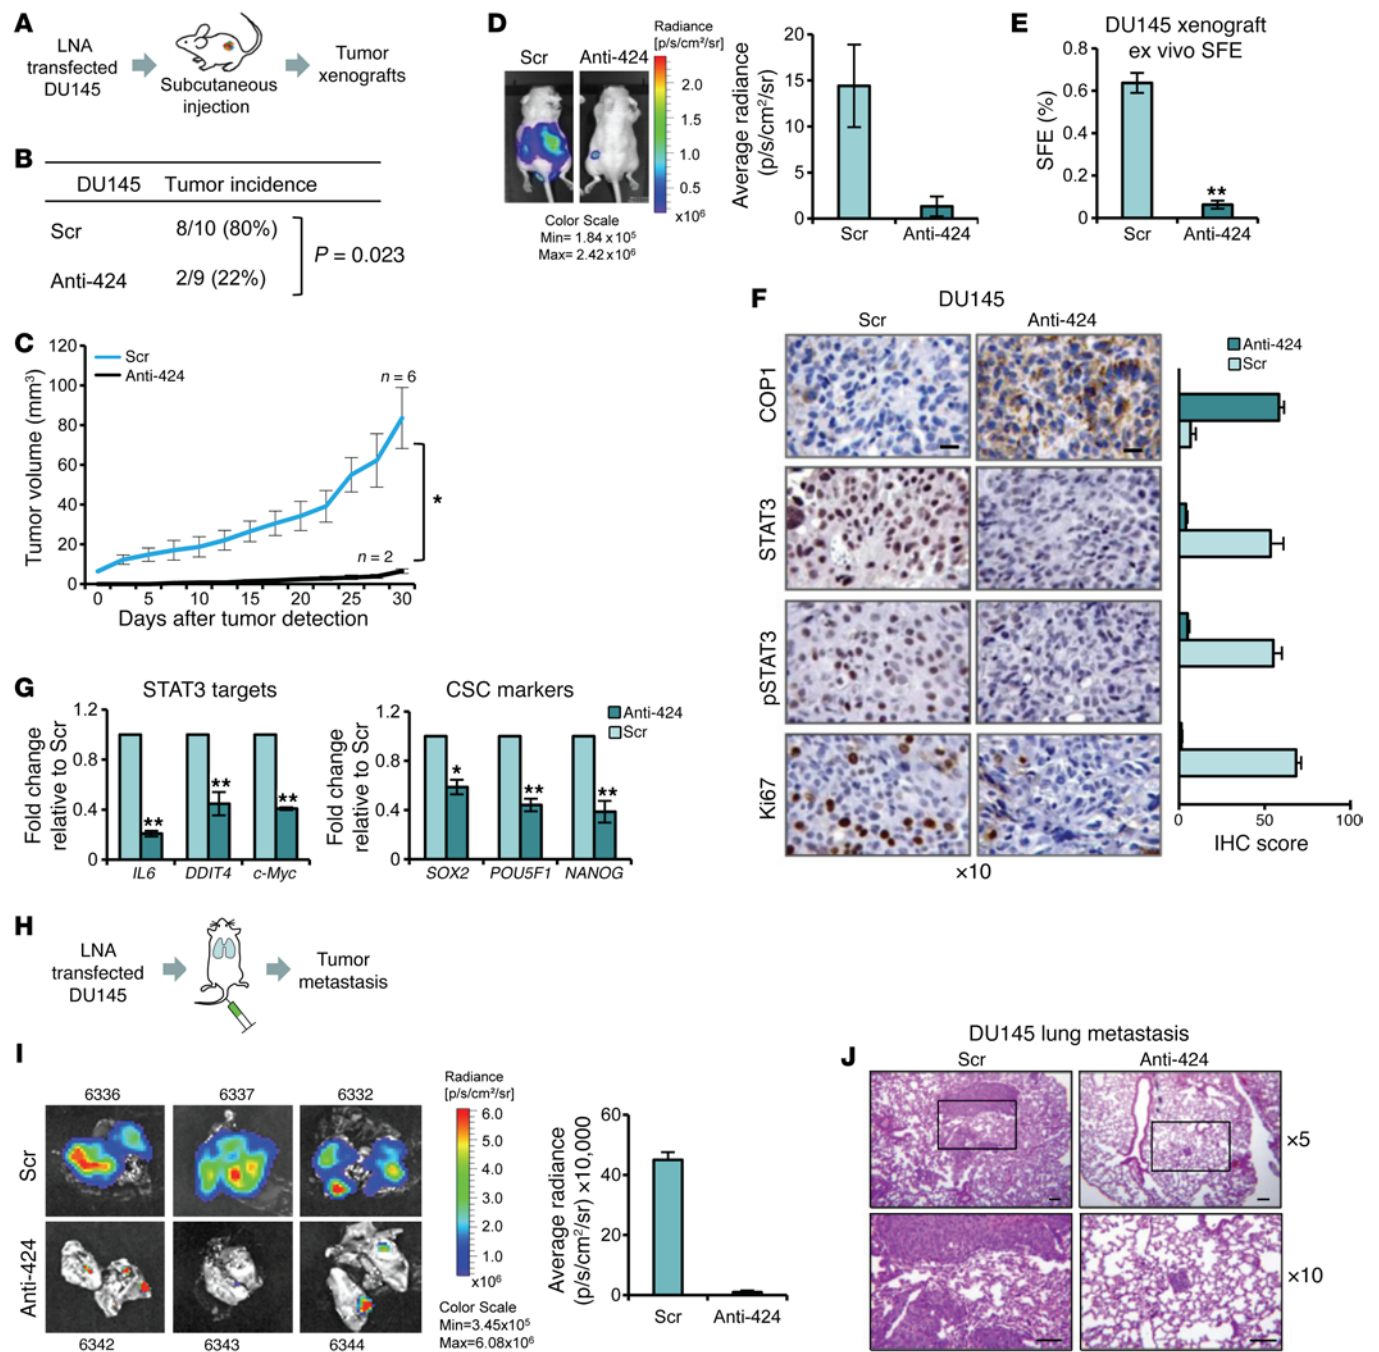 A
LNA
transfected
DU145
Subcutaneous
injection
Tumor
xenografts
B
DU145 Tumor incidence
Scr 8/10 (80%)
Anti-424 2/9 (22%)
P = 0.023
C
Tumor volume (mm³)
120
100
80
60
40
20
0
Scr
Anti-424
n = 6
*
n = 2
0 5 10 15 20 25 30
Days after tumor detection
D
Scr Anti-424
Radiance
[p/s/cm²/sr]
2.0
1.5
1.0
0.5
x10⁶
Color Scale
Min= 1.84 x 10⁵
Max= 2.42 x 10⁶
Average radiance
(p/s/cm²/sr)
20
15
10
5
0
Scr Anti-424
E
DU145 xenograft
ex vivo SFE
SFE (%)
0.8
0.6
0.4
0.2
0
**
Scr Anti-424
F
DU145
Scr Anti-424
COP1
STAT3
pSTAT3
Ki67
×10
Anti-424
Scr
0 50 100
IHC score
G
STAT3 targets
Fold change
relative to Scr
1.2
0.8
0.4
0
** ** **
IL6 DDIT4 c-Myc
CSC markers
Fold change
relative to Scr
1.2
0.8
0.4
0
* ** **
SOX2 POU5F1 NANOG
Anti-424
Scr
H
LNA
transfected
DU145
Tumor
metastasis
I
6336 6337 6332
Scr
Anti-424
6342 6343 6344
Radiance
[p/s/cm²/sr]
6.0
5.0
4.0
3.0
2.0
1.0
x10⁶
Color Scale
Min=3.45x10⁵
Max=6.08x10⁶
Average radiance
(p/s/cm²/sr) ×10,000
60
40
20
0
Scr Anti-424
J
DU145 lung metastasis
Scr Anti-424
×5
×10